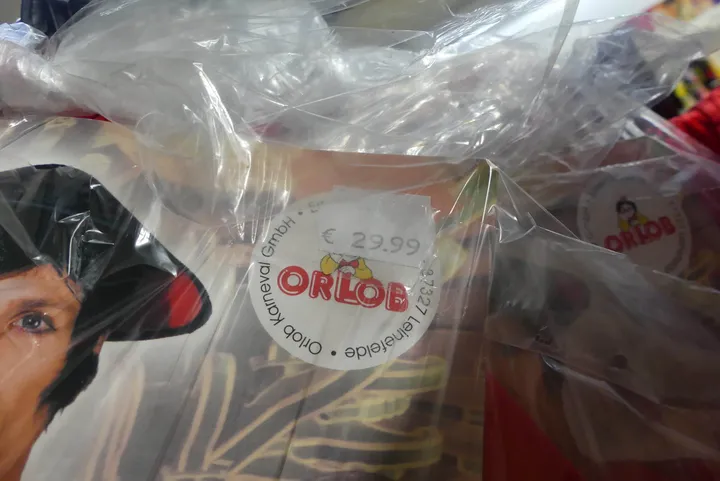 € 29.99
ORLOB
Orlob Karneval GmbH •
37327 Leinefelde •
ORLOB